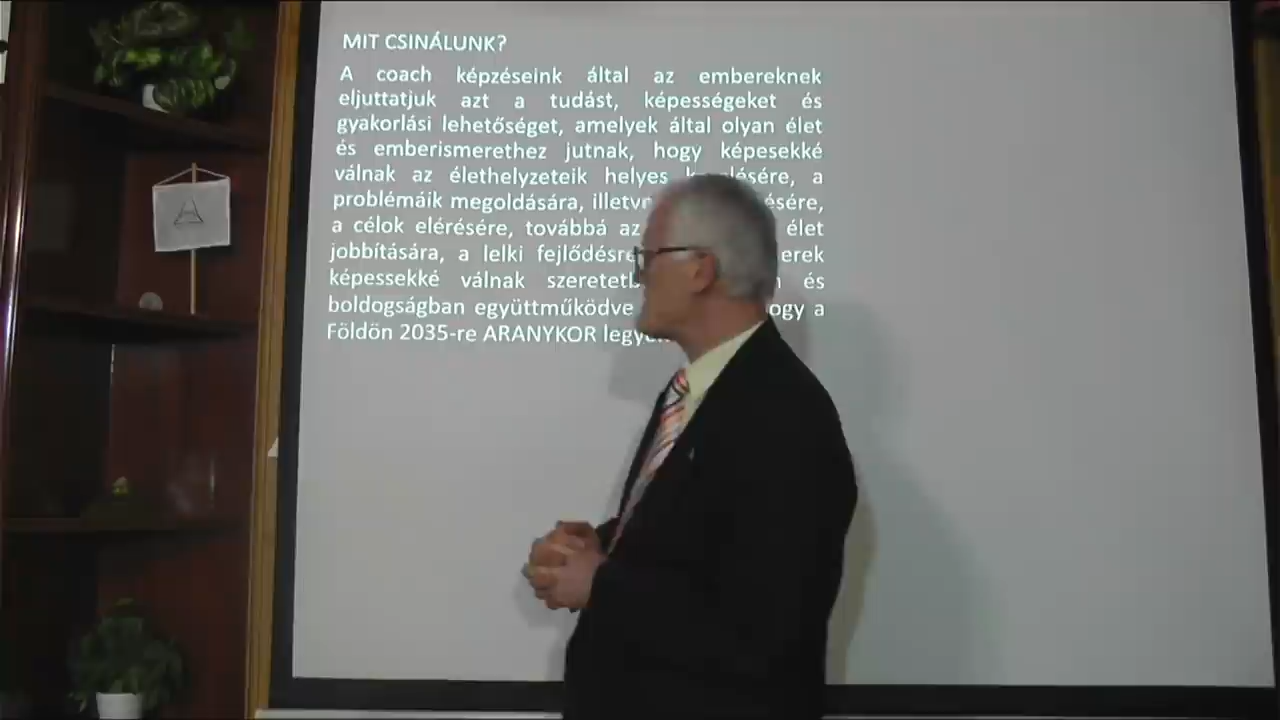 MIT CSINÁLUNK?
A coach képzéseink által az embereknek
eljuttatjuk azt a tudást, képességeket és
gyakorlási lehetőséget, amelyek által olyan élet
és emberismerethez jutnak, hogy képesekké
válnak az élethelyzeteik helyes, a
problémáik megoldására,
a célok elérésére, továbbá az élet
jobbítására, a lelki
képessekké válnak és
boldogságban együttműködve a
Földön 2035-re ARANYKOR